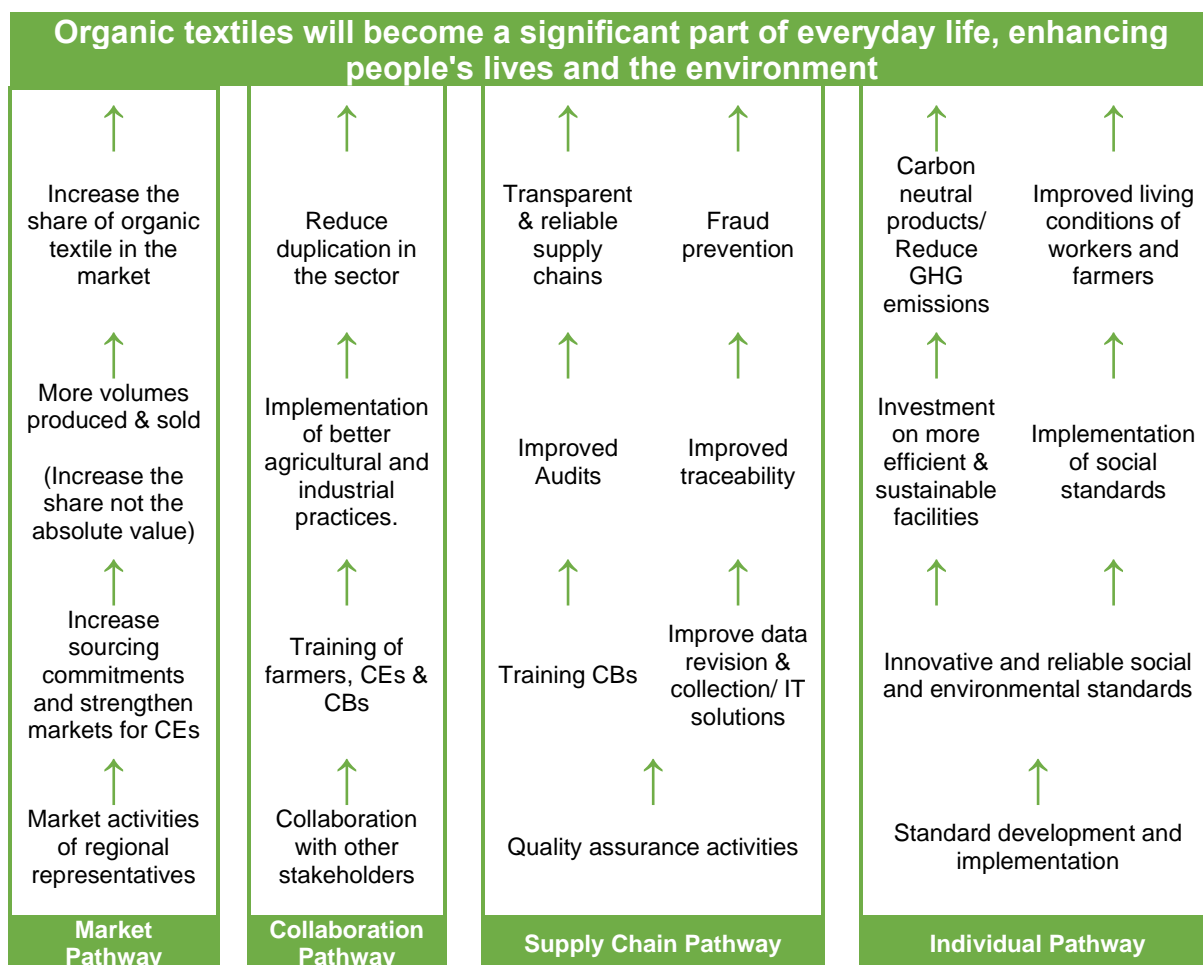 Organic textiles will become a significant part of everyday life, enhancing
people's lives and the environment
↑
Increase the
share of organic
textile in the
market
↑
More volumes
produced & sold
(Increase the
share not the
absolute value)
↑
Increase
sourcing
commitments
and strengthen
markets for CEs
↑
Market activities
of regional
representatives
Market
Pathway
↑
Reduce
duplication in
the sector
↑
Implementation
of better
agricultural and
industrial
practices.
↑
Training of
farmers, CEs &
CBs
↑
Collaboration
with other
stakeholders
Collaboration
Pathway
↑
Transparent
& reliable
supply
chains
↑
Improved
Audits
↑
Training CBs
↑
Fraud
prevention
↑
Improved
traceability
↑
Improve data
revision &
collection/ IT
solutions
↑
Quality assurance activities
Supply Chain Pathway
↑
Carbon
neutral
products/
Reduce
GHG
emissions
↑
Investment
on more
efficient &
sustainable
facilities
↑
↑
Improved living
conditions of
workers and
farmers
↑
Implementation
of social
standards
↑
Innovative and reliable social
and environmental standards
↑
Standard development and
implementation
Individual Pathway